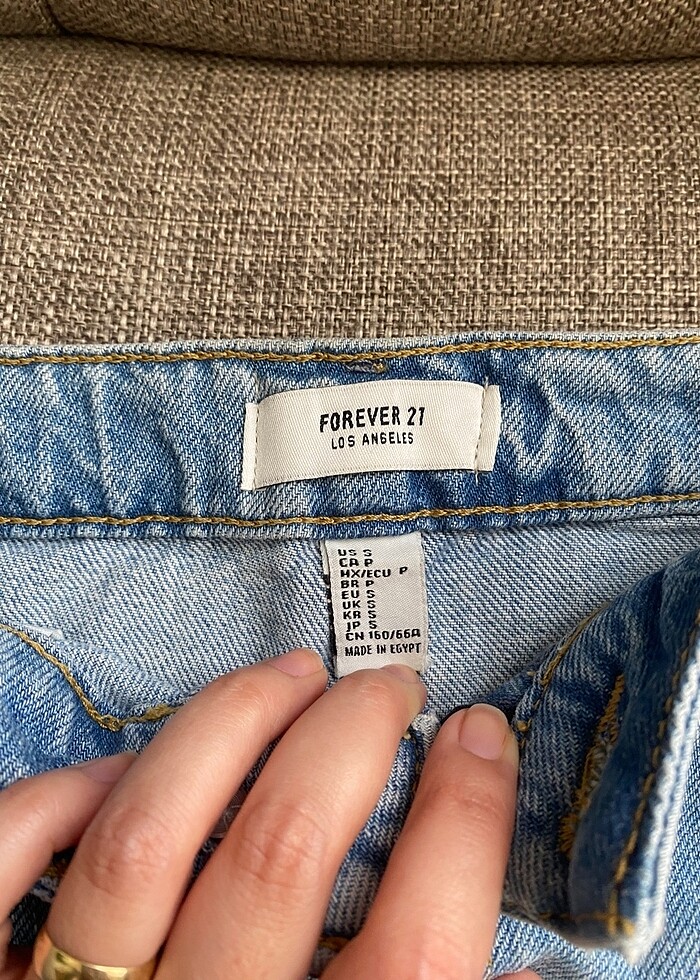 FOREVER 21
LOS ANGELES
US S
CA P
MX/ECU P
BR P
EU S
UK S
KR S
JP S
CN 160/66A
MADE IN EGYPT